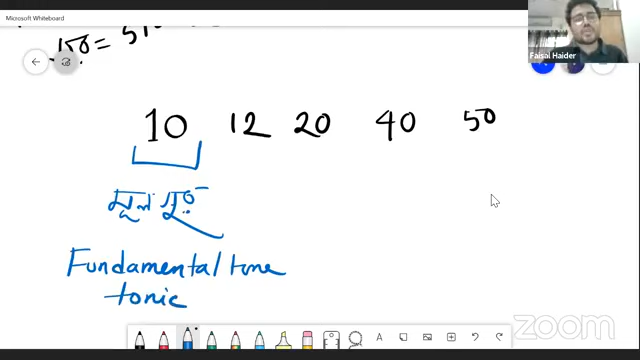 Microsoft Whiteboard
Faisal Haider
10 12 20 40 50
মূল সুর
Fundamental tone
tonic
zoom